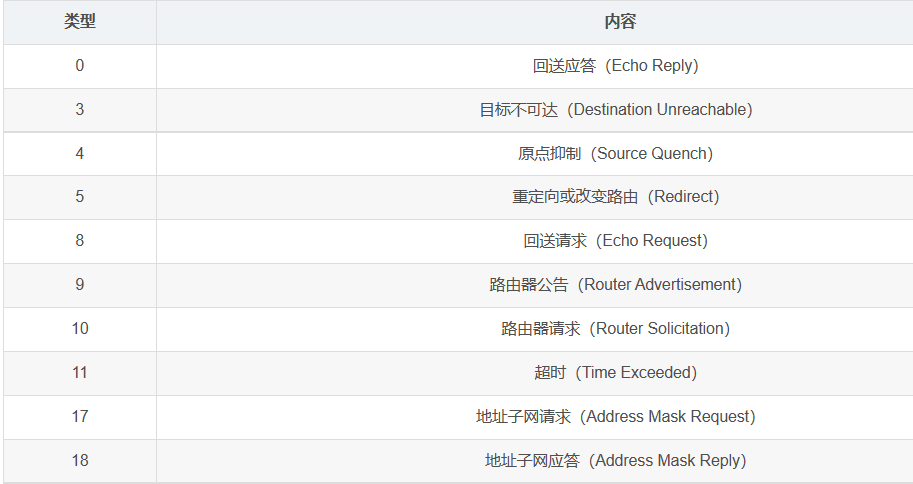 类型 内容
0 回送应答（Echo Reply）
3 目标不可达（Destination Unreachable）
4 原点抑制（Source Quench）
5 重定向或改变路由（Redirect）
8 回送请求（Echo Request）
9 路由器公告（Router Advertisement）
10 路由器请求（Router Solicitation）
11 超时（Time Exceeded）
17 地址子网请求（Address Mask Request）
18 地址子网应答（Address Mask Reply）